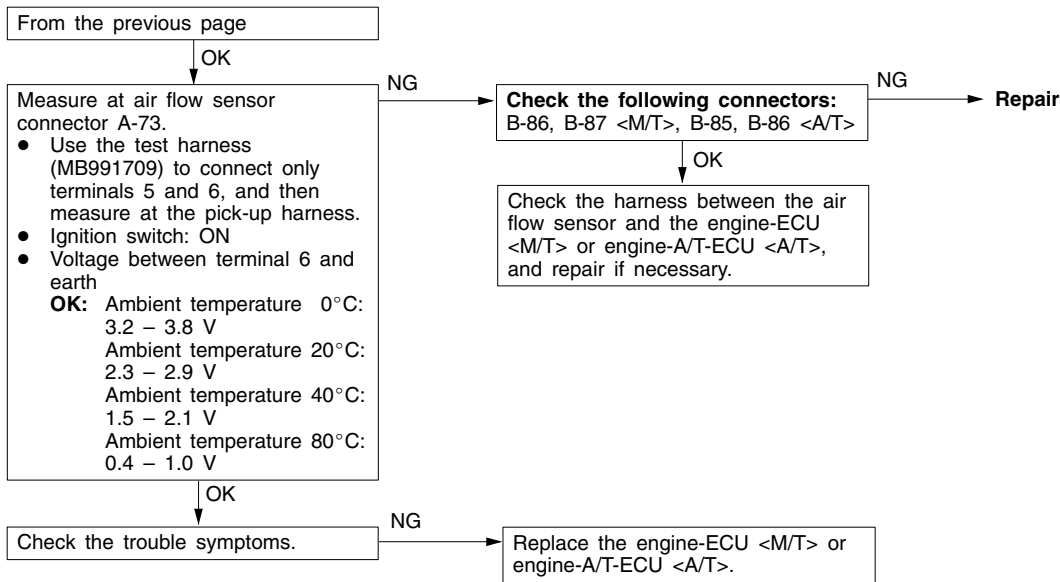 From the previous page
OK
Measure at air flow sensor
connector A-73.
● Use the test harness
(MB991709) to connect only
terminals 5 and 6, and then
measure at the pick-up harness.
● Ignition switch: ON
● Voltage between terminal 6 and
earth
OK: Ambient temperature 0°C:
3.2 – 3.8 V
Ambient temperature 20°C:
2.3 – 2.9 V
Ambient temperature 40°C:
1.5 – 2.1 V
Ambient temperature 80°C:
0.4 – 1.0 V
NG
Check the following connectors:
B-86, B-87 <M/T>, B-85, B-86 <A/T>
NG
Repair
OK
Check the harness between the air
flow sensor and the engine-ECU
<M/T> or engine-A/T-ECU <A/T>,
and repair if necessary.
OK
Check the trouble symptoms.
NG
Replace the engine-ECU <M/T> or
engine-A/T-ECU <A/T>.